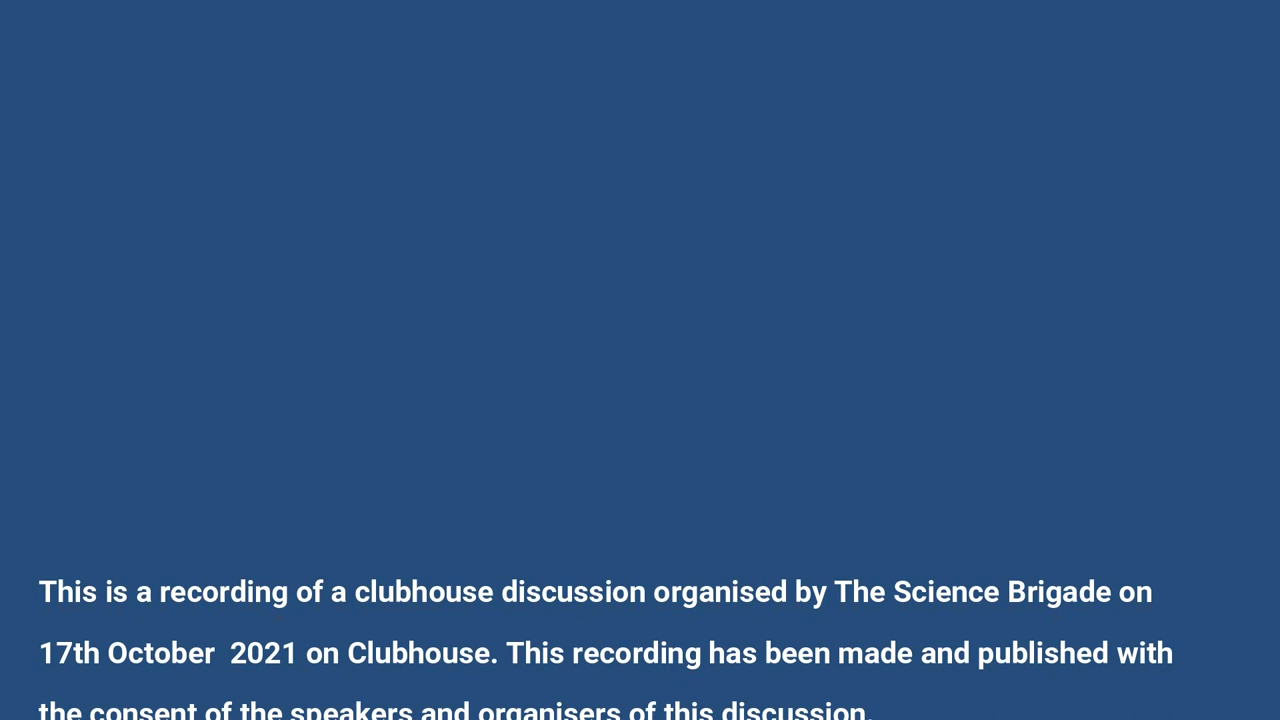 This is a recording of a clubhouse discussion organised by The Science Brigade on
17th October  2021 on Clubhouse. This recording has been made and published with
the consent of the speakers and organisers of this discussion.